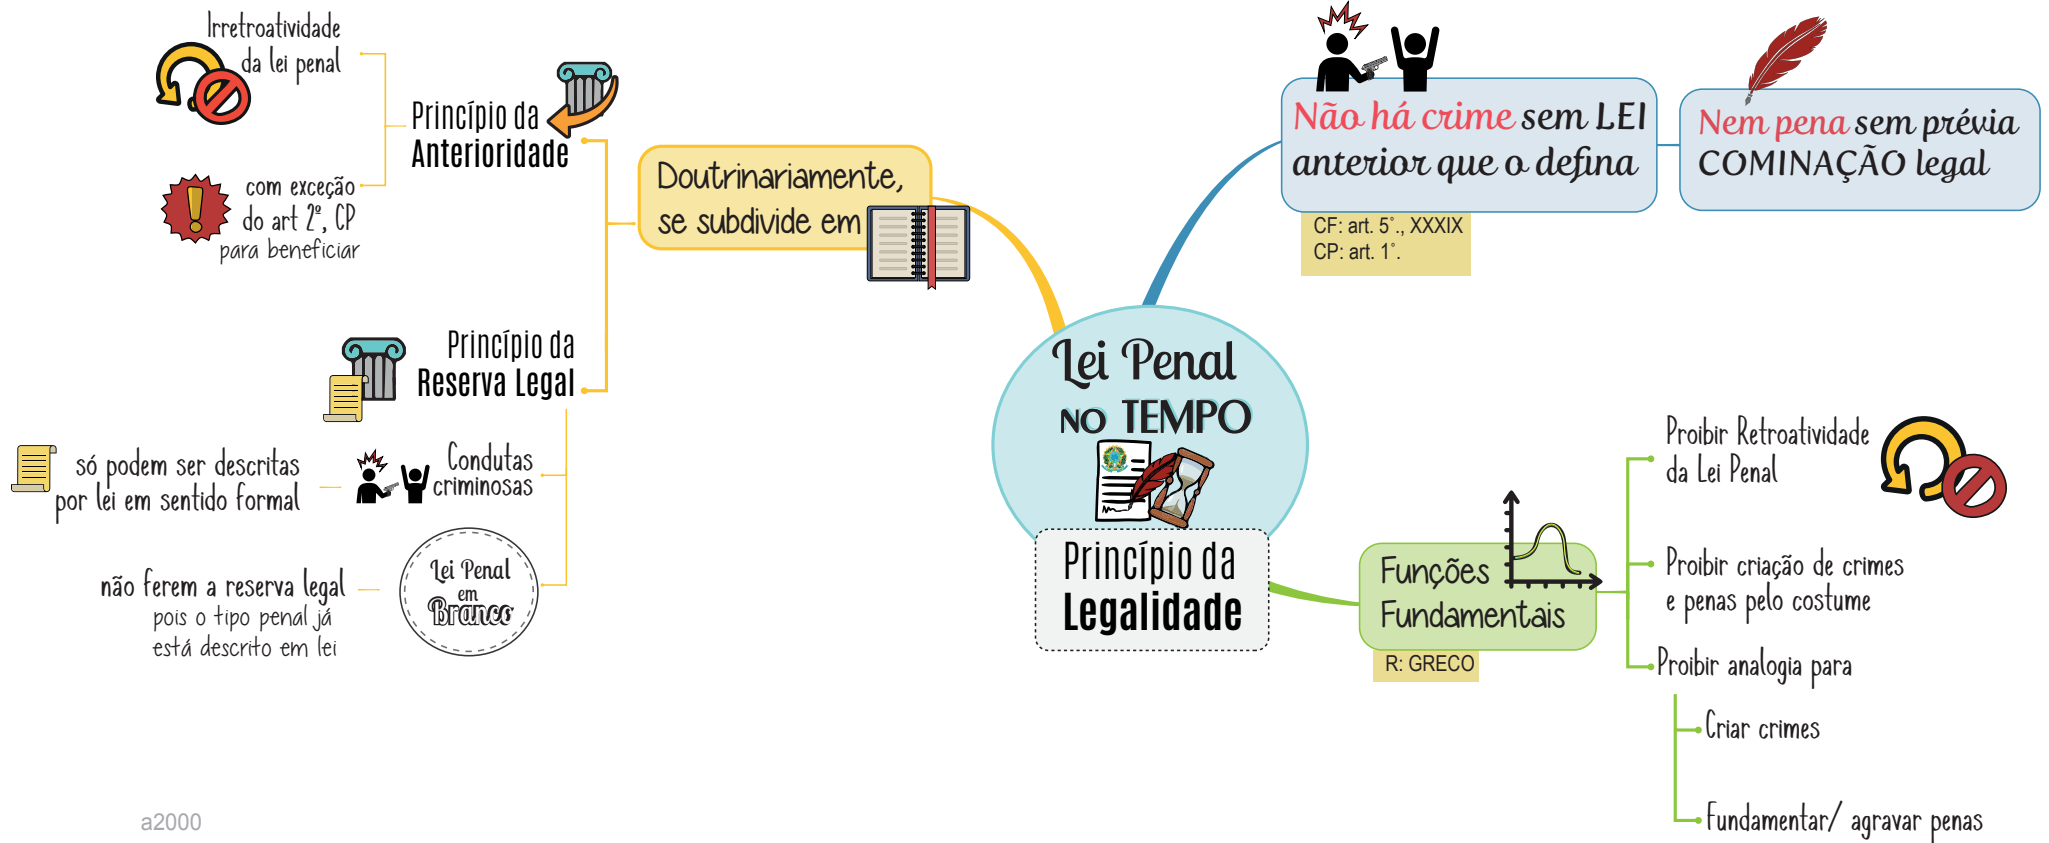 Lei Penal
NO TEMPO
Princípio da
Legalidade
Não há crime sem LEI
anterior que o defina
CF: art. 5°., XXXIX
CP: art. 1°.
Nem pena sem prévia
COMINAÇÃO legal
Funções
Fundamentais
R: GRECO
Proibir Retroatividade
da Lei Penal
Proibir criação de crimes
e penas pelo costume
Proibir analogia para
Criar crimes
Fundamentar/ agravar penas
Doutrinariamente,
se subdivide em
Princípio da
Anterioridade
Irretroatividade
da lei penal
com exceção
do art 2º, CP
para beneficiar
Princípio da
Reserva Legal
Condutas
criminosas
só podem ser descritas
por lei em sentido formal
Lei Penal
em
Branco
não ferem a reserva legal
pois o tipo penal já
está descrito em lei
a2000